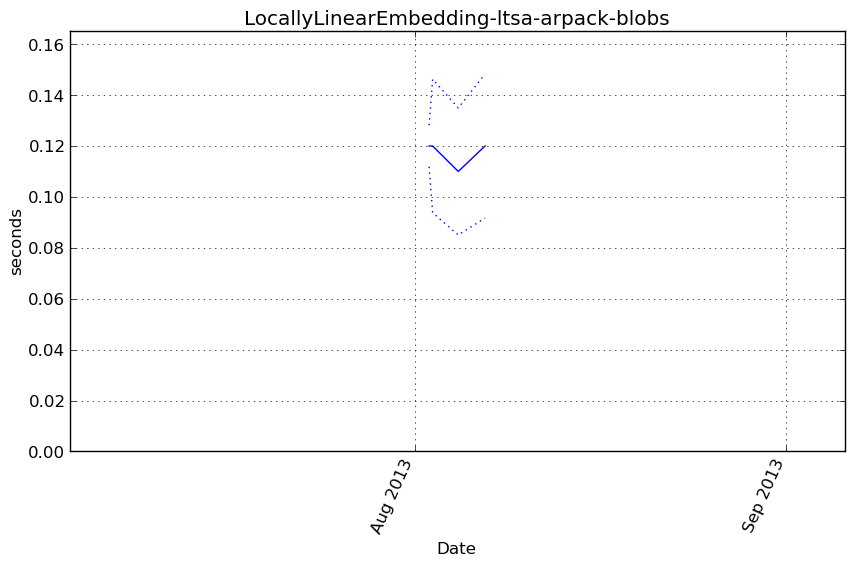 LocallyLinearEmbedding-ltsa-arpack-blobs
0.16
0.14
0.12
0.10
0.08
0.06
0.04
0.02
0.00
seconds
Aug 2013
Sep 2013
Date